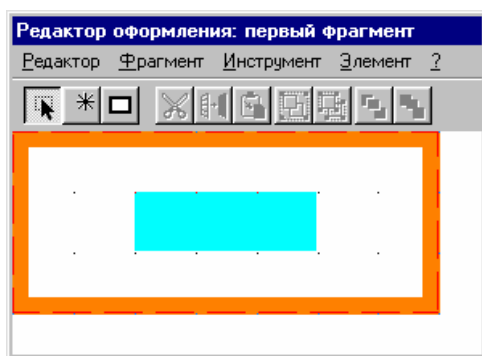 Редактор оформления: первый фрагмент
Редактор Фрагмент Инструмент Элемент ?